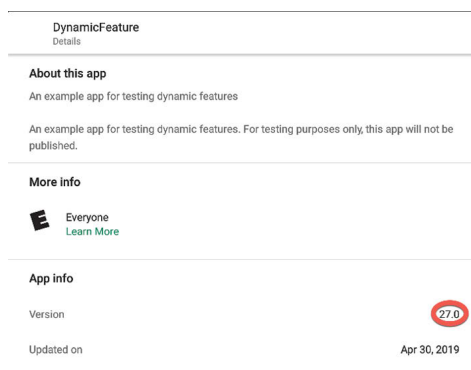 DynamicFeature
Details
About this app
An example app for testing dynamic features
An example app for testing dynamic features. For testing purposes only, this app will not be
published.
More info
E
Everyone
Learn More
App info
Version 27.0
Updated on Apr 30, 2019